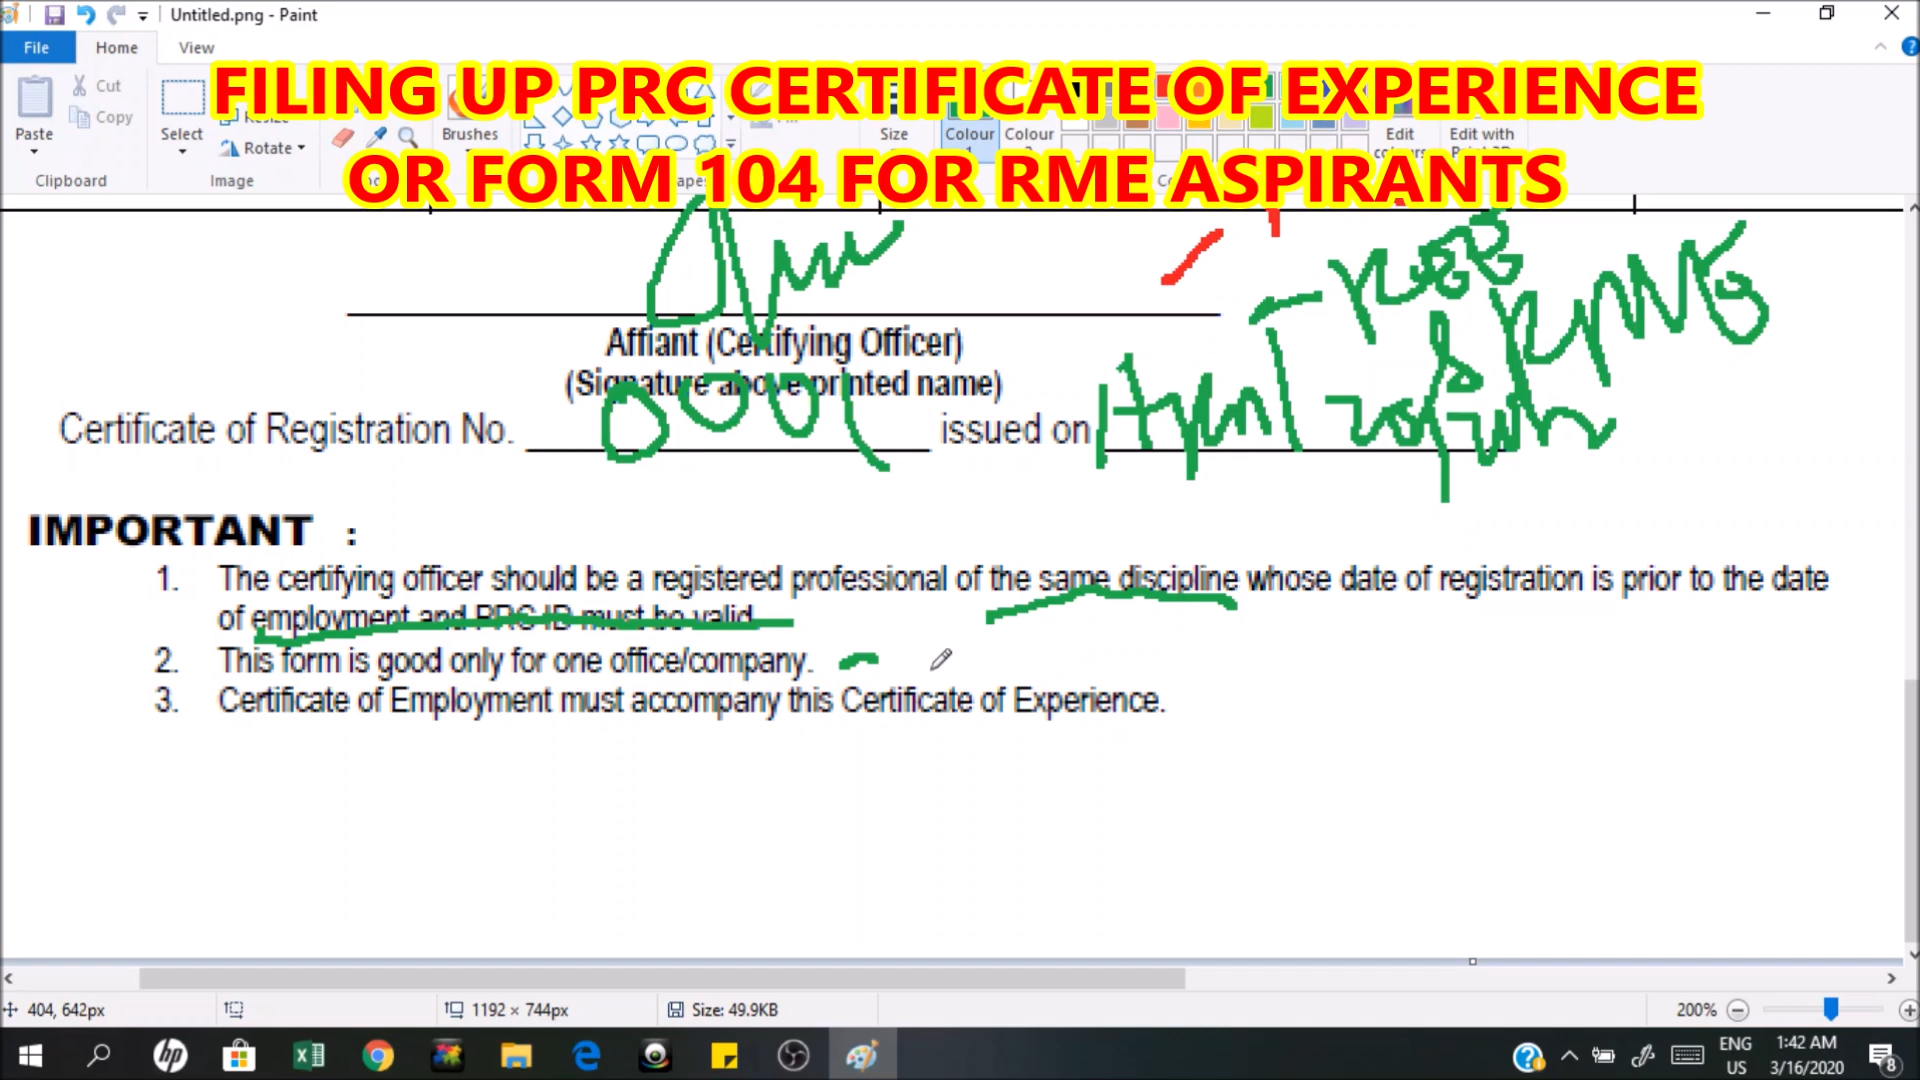 Untitled.png - Paint
File Home View
FILING UP PRC CERTIFICATE OF EXPERIENCE
OR FORM 104 FOR RME ASPIRANTS
Paste
Cut
Copy
Clipboard
Select
Rotate
Image
Brushes
Size
Colour
Colour
Edit
Edit with
Affiant (Certifying Officer)
(Signature above printed name)
Certificate of Registration No. 0001 issued on
IMPORTANT :
1. The certifying officer should be a registered professional of the same discipline whose date of registration is prior to the date
of employment and PRC ID must be valid
2. This form is good only for one office/company.
3. Certificate of Employment must accompany this Certificate of Experience.
404, 642px
1192 × 744px
Size: 49.9KB
200%
ENG
US
1:42 AM
3/16/2020
8